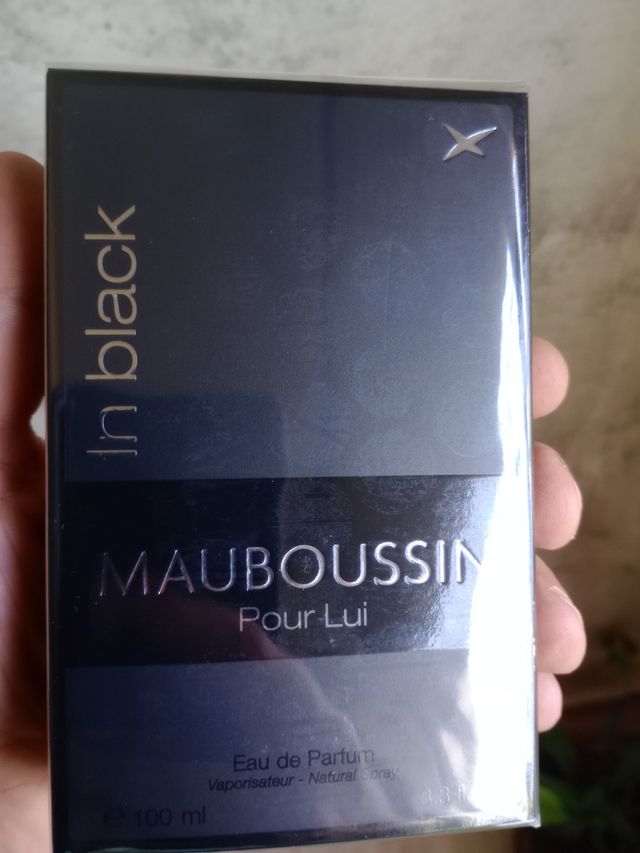 In black
MAUBOUSSIN
Pour Lui
Eau de Parfum
Vaporisateur - Natural Spray
e 100 ml